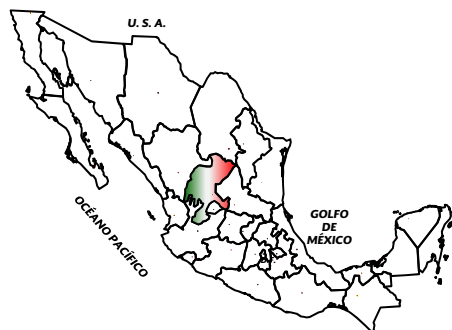 U. S. A.
GOLFO
DE
MÉXICO
OCÉANO PACÍFICO